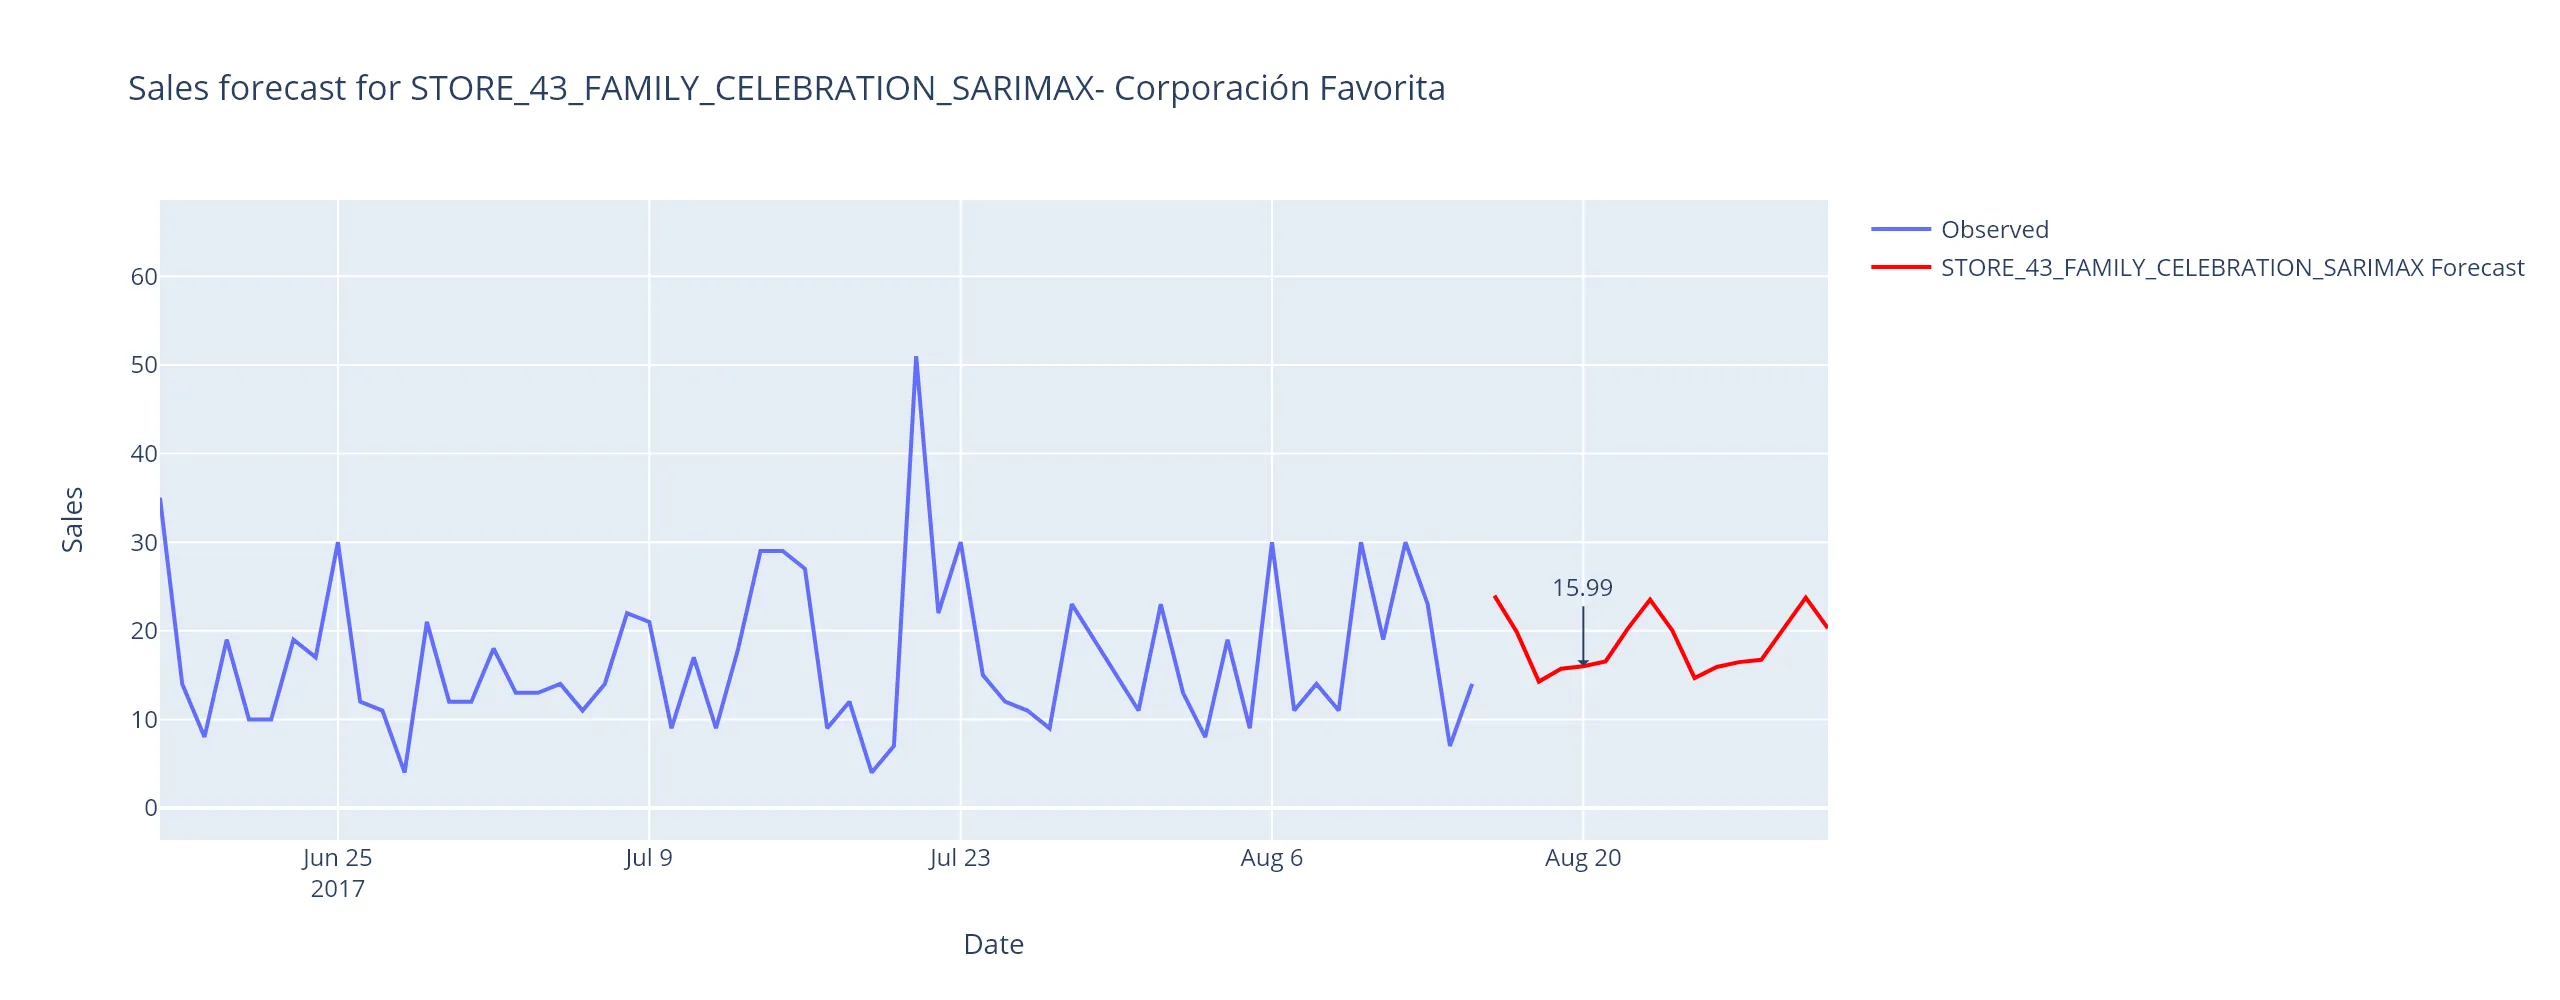 Sales forecast for STORE_43_FAMILY_CELEBRATION_SARIMAX- Corporación Favorita
Observed
STORE_43_FAMILY_CELEBRATION_SARIMAX Forecast
60
50
40
30
20
10
0
Sales
15.99
Jun 25
2017
Jul 9
Jul 23
Aug 6
Aug 20
Date